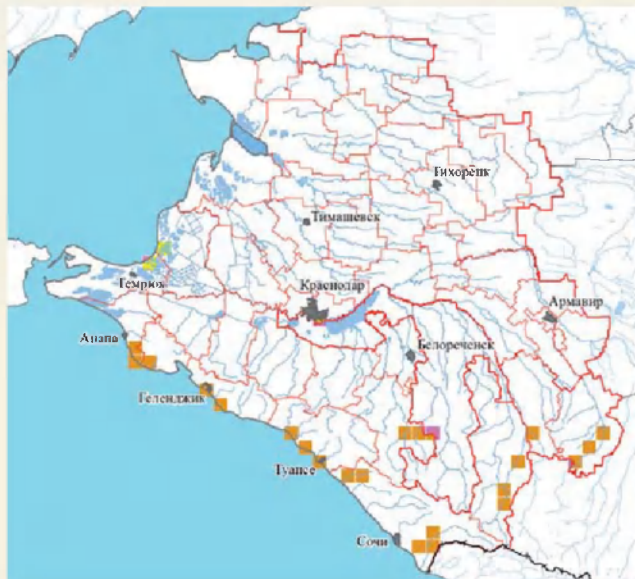 Тихорецк
Тимашевск
Темрюк
Краснодар
Армавир
Анапа
Белореченск
Геленджик
Туапсе
Сочи